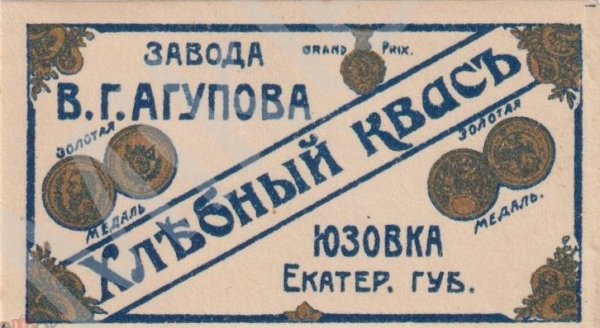 ЗАВОДА
GRAND PRIX.
В.Г. АГУПОВА
ЗОЛОТАЯ
МЕДАЛЬ
ХЛѢБНЫЙ КВАСЪ
ЗОЛОТАЯ
МЕДАЛЬ.
ЮЗОВКА
ЕКАТЕР. ГУБ.